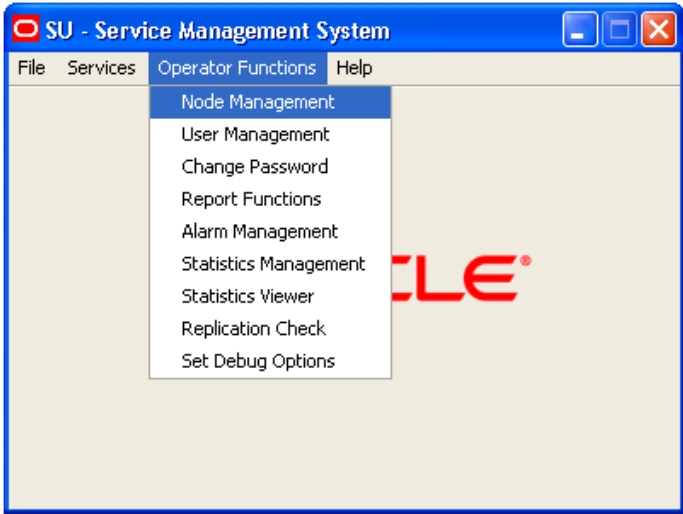 SU - Service Management System
File Services Operator Functions Help
Node Management
User Management
Change Password
Report Functions
Alarm Management
Statistics Management
Statistics Viewer
Replication Check
Set Debug Options